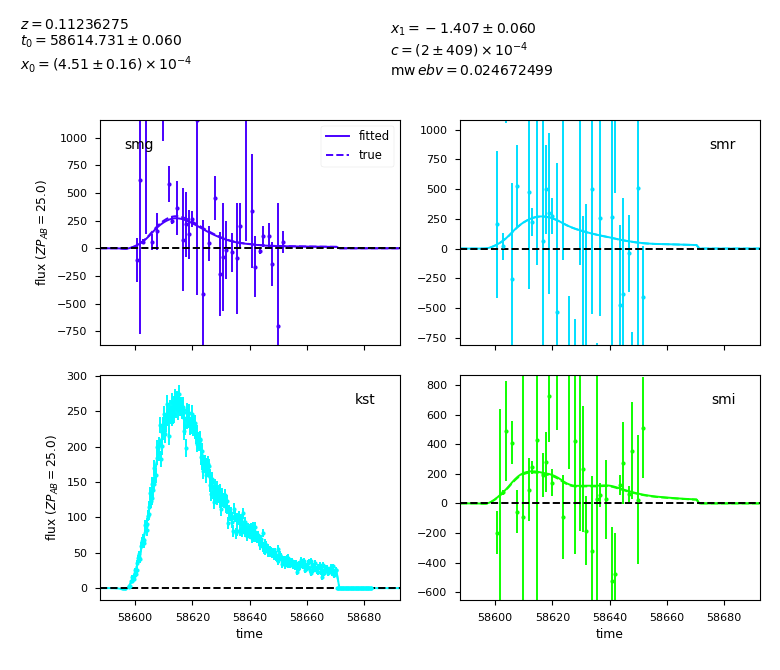 z = 0.11236275
t₀ = 58614.731 ± 0.060
x₀ = (4.51 ± 0.16) × 10⁻⁴
x₁ = −1.407 ± 0.060
c = (2 ± 409) × 10⁻⁴
mw ebv = 0.024672499
smg
fitted
true
1000
750
500
250
0
−250
−500
−750
flux (ZP_AB = 25.0)
smr
1000
750
500
250
0
−250
−500
−750
kst
300
250
200
150
100
50
0
flux (ZP_AB = 25.0)
58600 58620 58640 58660 58680
time
smi
800
600
400
200
0
−200
−400
−600
58600 58620 58640 58660 58680
time